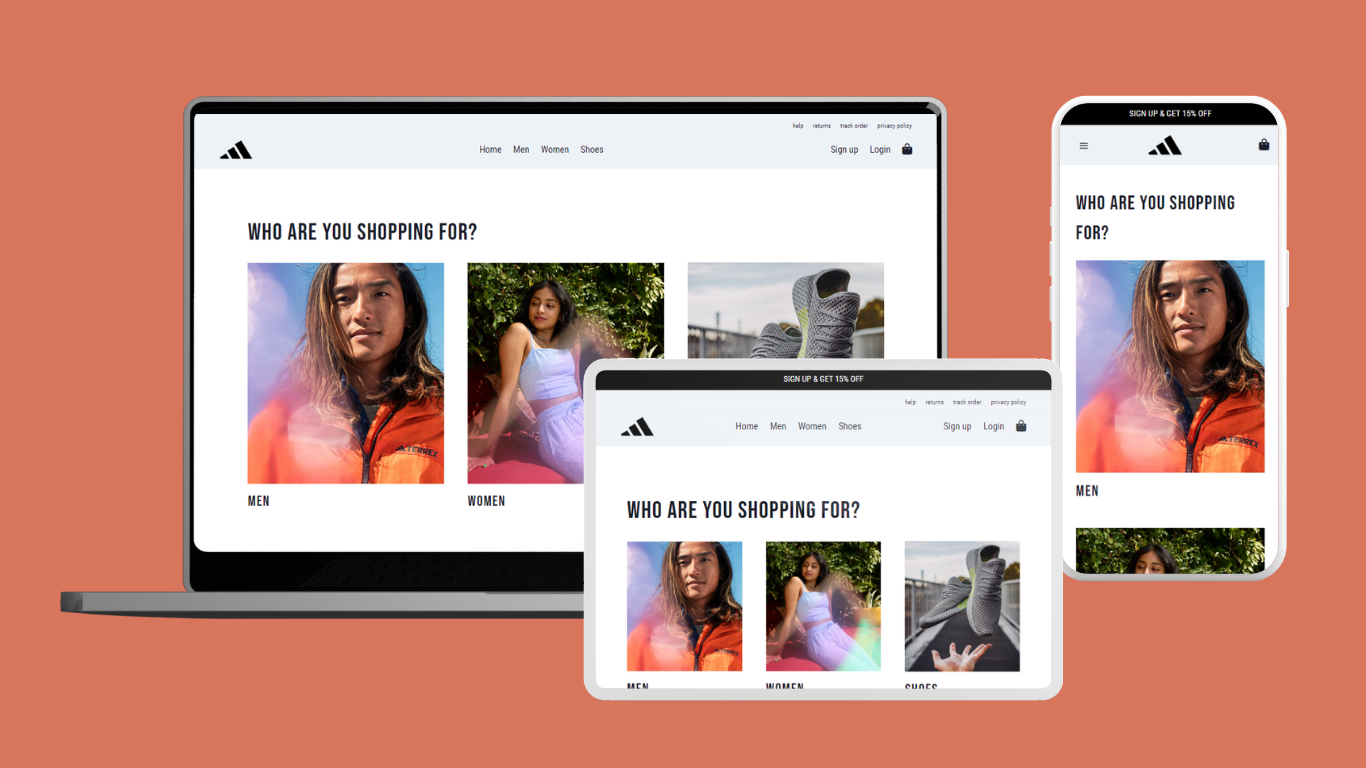 help returns track order privacy policy
Home Men Women Shoes Sign up Login
WHO ARE YOU SHOPPING FOR?
TERREX
MEN WOMEN
SIGN UP & GET 15% OFF
help returns track order privacy policy
Home Men Women Shoes Sign up Login
WHO ARE YOU SHOPPING FOR?
MEN WOMEN SHOES
SIGN UP & GET 15% OFF
WHO ARE YOU SHOPPING
FOR?
TERREX
MEN